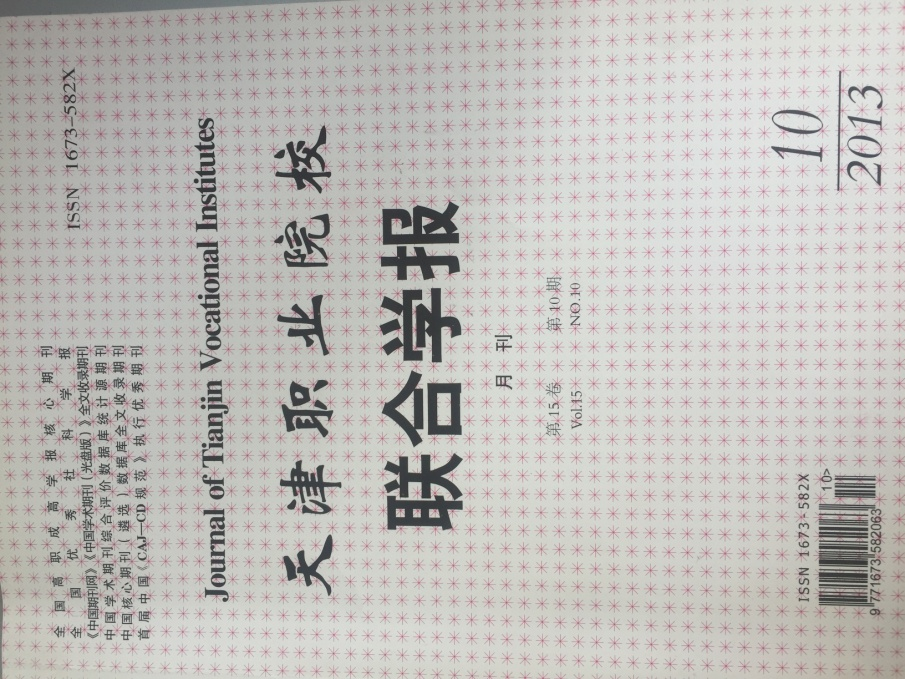 全国高职成高学报核心期刊
全国优秀社科学报
《中国期刊网》《中国学术期刊（光盘版）》全文收录期刊
中国学术期刊综合评价数据库统计源期刊
中国核心期刊（遴选）数据库全文收录期刊
首届中国《CAJ—CD规范》执行优秀期刊
ISSN 1673-582X
Journal of Tianjin Vocational Institutes
天津职业院校
联合学报
月刊
第15卷 第10期
Vol.15 NO.10
10
2013
ISSN 1673-582X
10>
9 771673 582063